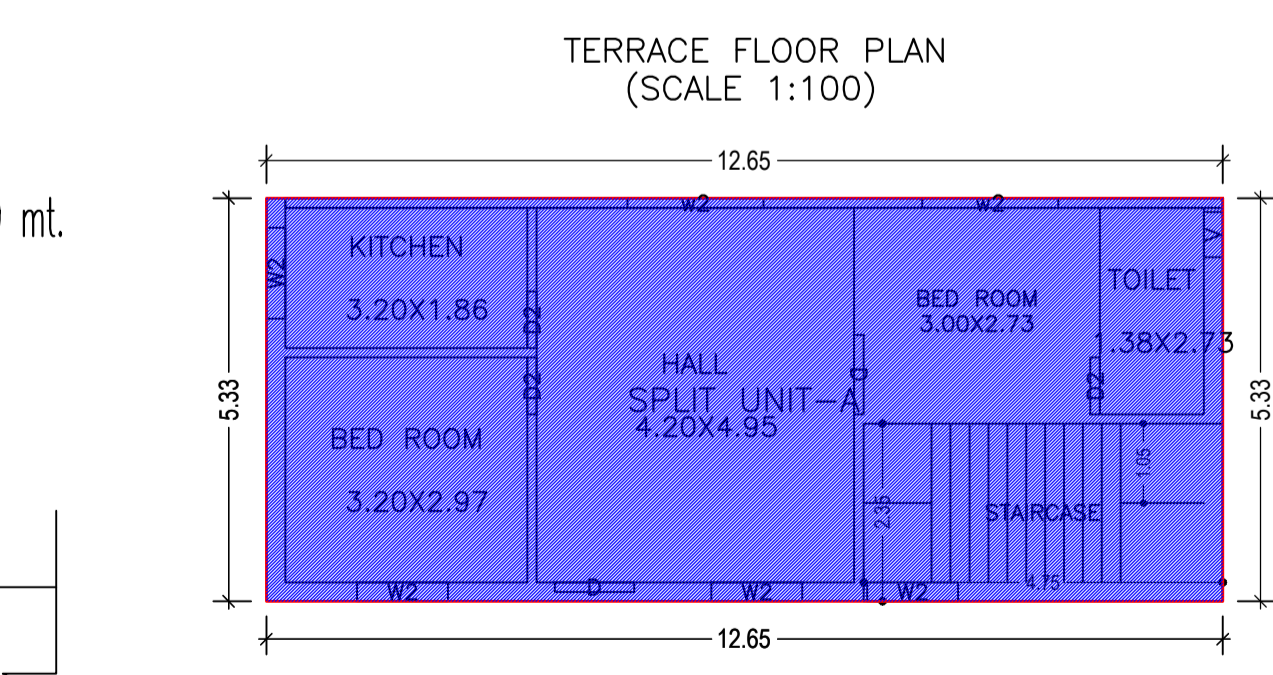 TERRACE FLOOR PLAN
(SCALE 1:100)
12.65
mt.
5.33
5.33
w2
w2
W2
KITCHEN
3.20X1.86
D2
BED ROOM
3.00X2.73
TOILET
1.38X2.73
V
HALL
SPLIT UNIT-A
4.20X4.95
D
D2
D2
BED ROOM
3.20X2.97
2.35
1.05
STAIRCASE
4.75
W2
D
W2
W2
12.65